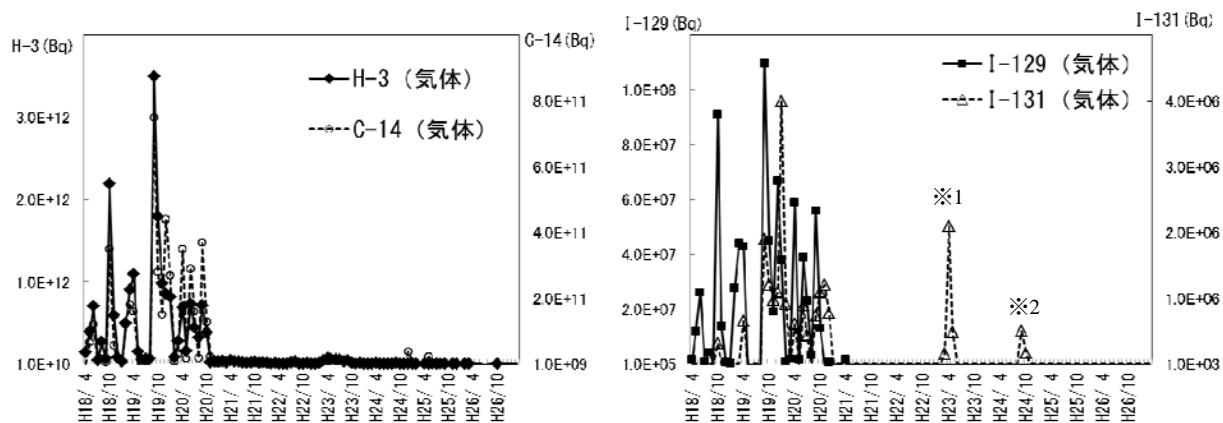 H-3(Bq)
C-14(Bq)
H-3 (気体)
C-14 (気体)
3.0E+12
2.0E+12
1.0E+12
1.0E+10
8.0E+11
6.0E+11
4.0E+11
2.0E+11
1.0E+09
H18/ 4
H18/10
H19/ 4
H19/10
H20/ 4
H20/10
H21/ 4
H21/10
H22/ 4
H22/10
H23/ 4
H23/10
H24/ 4
H24/10
H25/ 4
H25/10
H26/ 4
H26/10
I-129(Bq)
I-131(Bq)
I-129 (気体)
I-131 (気体)
1.0E+08
8.0E+07
6.0E+07
4.0E+07
2.0E+07
1.0E+05
4.0E+06
3.0E+06
2.0E+06
1.0E+06
1.0E+03
※1
※2
H18/ 4
H18/10
H19/ 4
H19/10
H20/ 4
H20/10
H21/ 4
H21/10
H22/ 4
H22/10
H23/ 4
H23/10
H24/ 4
H24/10
H25/ 4
H25/10
H26/ 4
H26/10